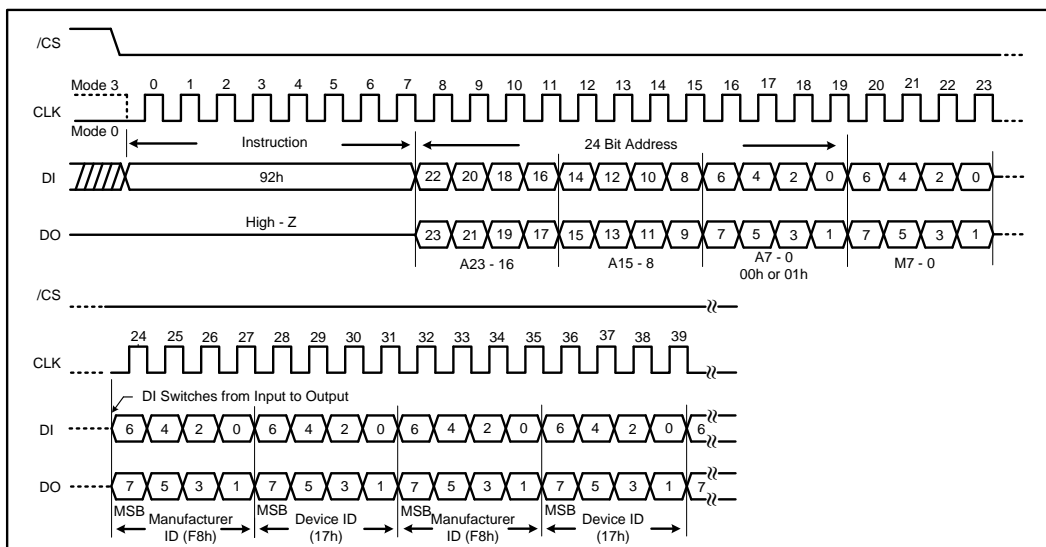 /CS
Mode 3 0 1 2 3 4 5 6 7 8 9 10 11 12 13 14 15 16 17 18 19 20 21 22 23
CLK
Mode 0
Instruction 24 Bit Address
DI 92h 22 20 18 16 14 12 10 8 6 4 2 0 6 4 2 0
High - Z
DO 23 21 19 17 15 13 11 9 7 5 3 1 7 5 3 1
A23 - 16 A15 - 8 A7 - 0 M7 - 0
00h or 01h
/CS
24 25 26 27 28 29 30 31 32 33 34 35 36 37 38 39
CLK
DI Switches from Input to Output
DI 6 4 2 0 6 4 2 0 6 4 2 0 6 4 2 0 6
DO 7 5 3 1 7 5 3 1 7 5 3 1 7 5 3 1 7
MSB MSB MSB MSB
Manufacturer Device ID Manufacturer Device ID
ID (F8h) (17h) ID (F8h) (17h)